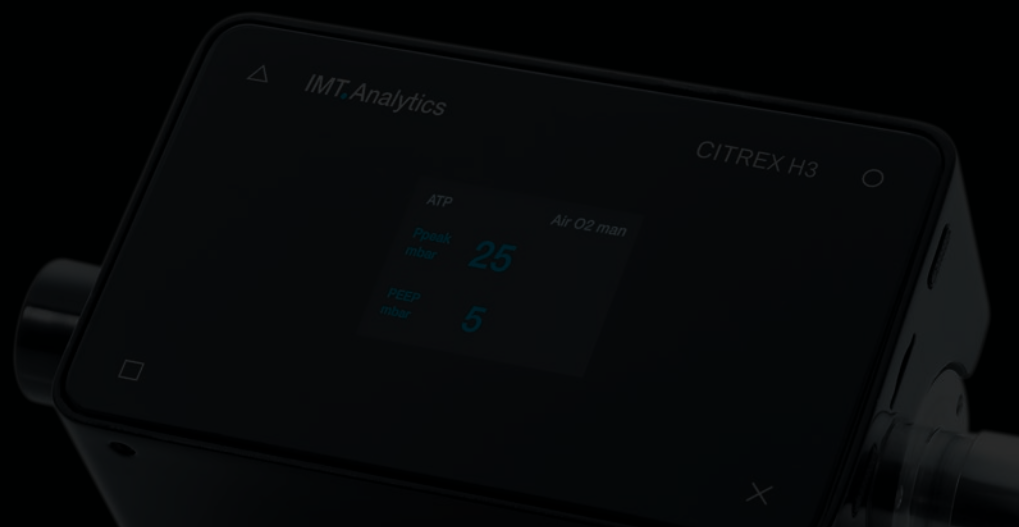 IMT.Analytics
CITREX H3
ATP
Air O2 man
Ppeak
mbar
25
PEEP
mbar
5